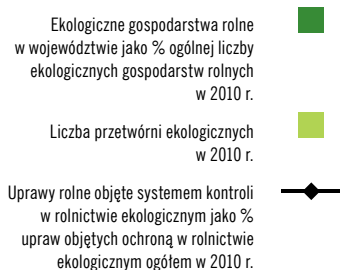 Ekologiczne gospodarstwa rolne
w województwie jako % ogólnej liczby
ekologicznych gospodarstw rolnych
w 2010 r.
Liczba przetwórni ekologicznych
w 2010 r.
Uprawy rolne objęte systemem kontroli
w rolnictwie ekologicznym jako %
upraw objętych ochroną w rolnictwie
ekologicznym ogółem w 2010 r.